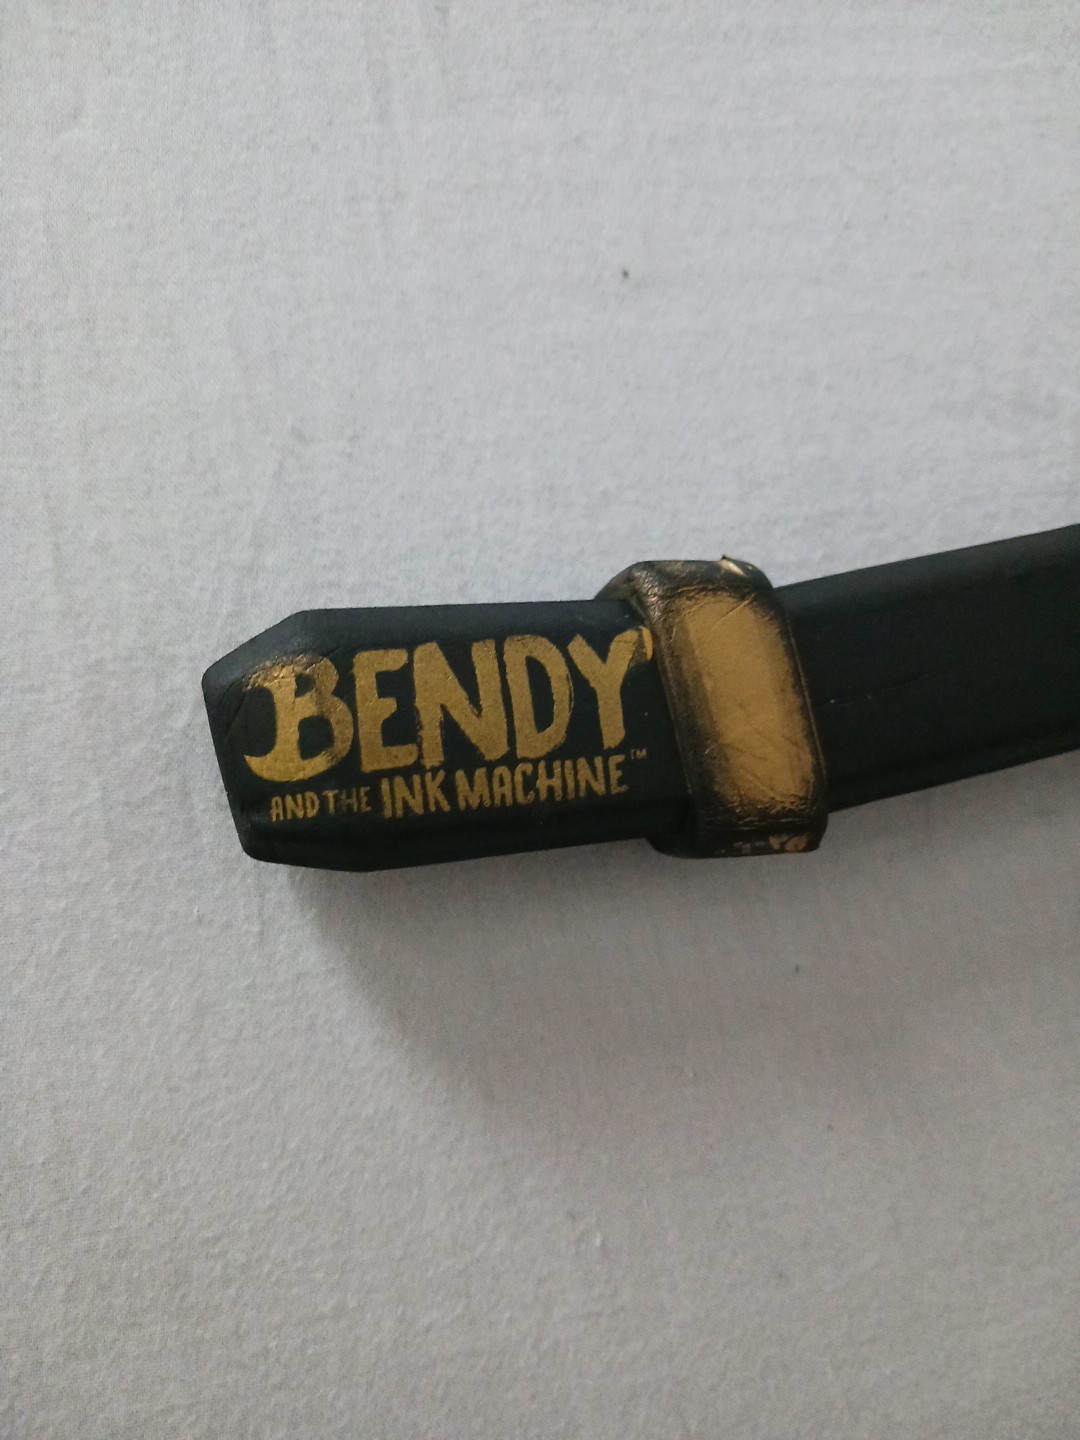 BENDY
AND THE INK MACHINE™